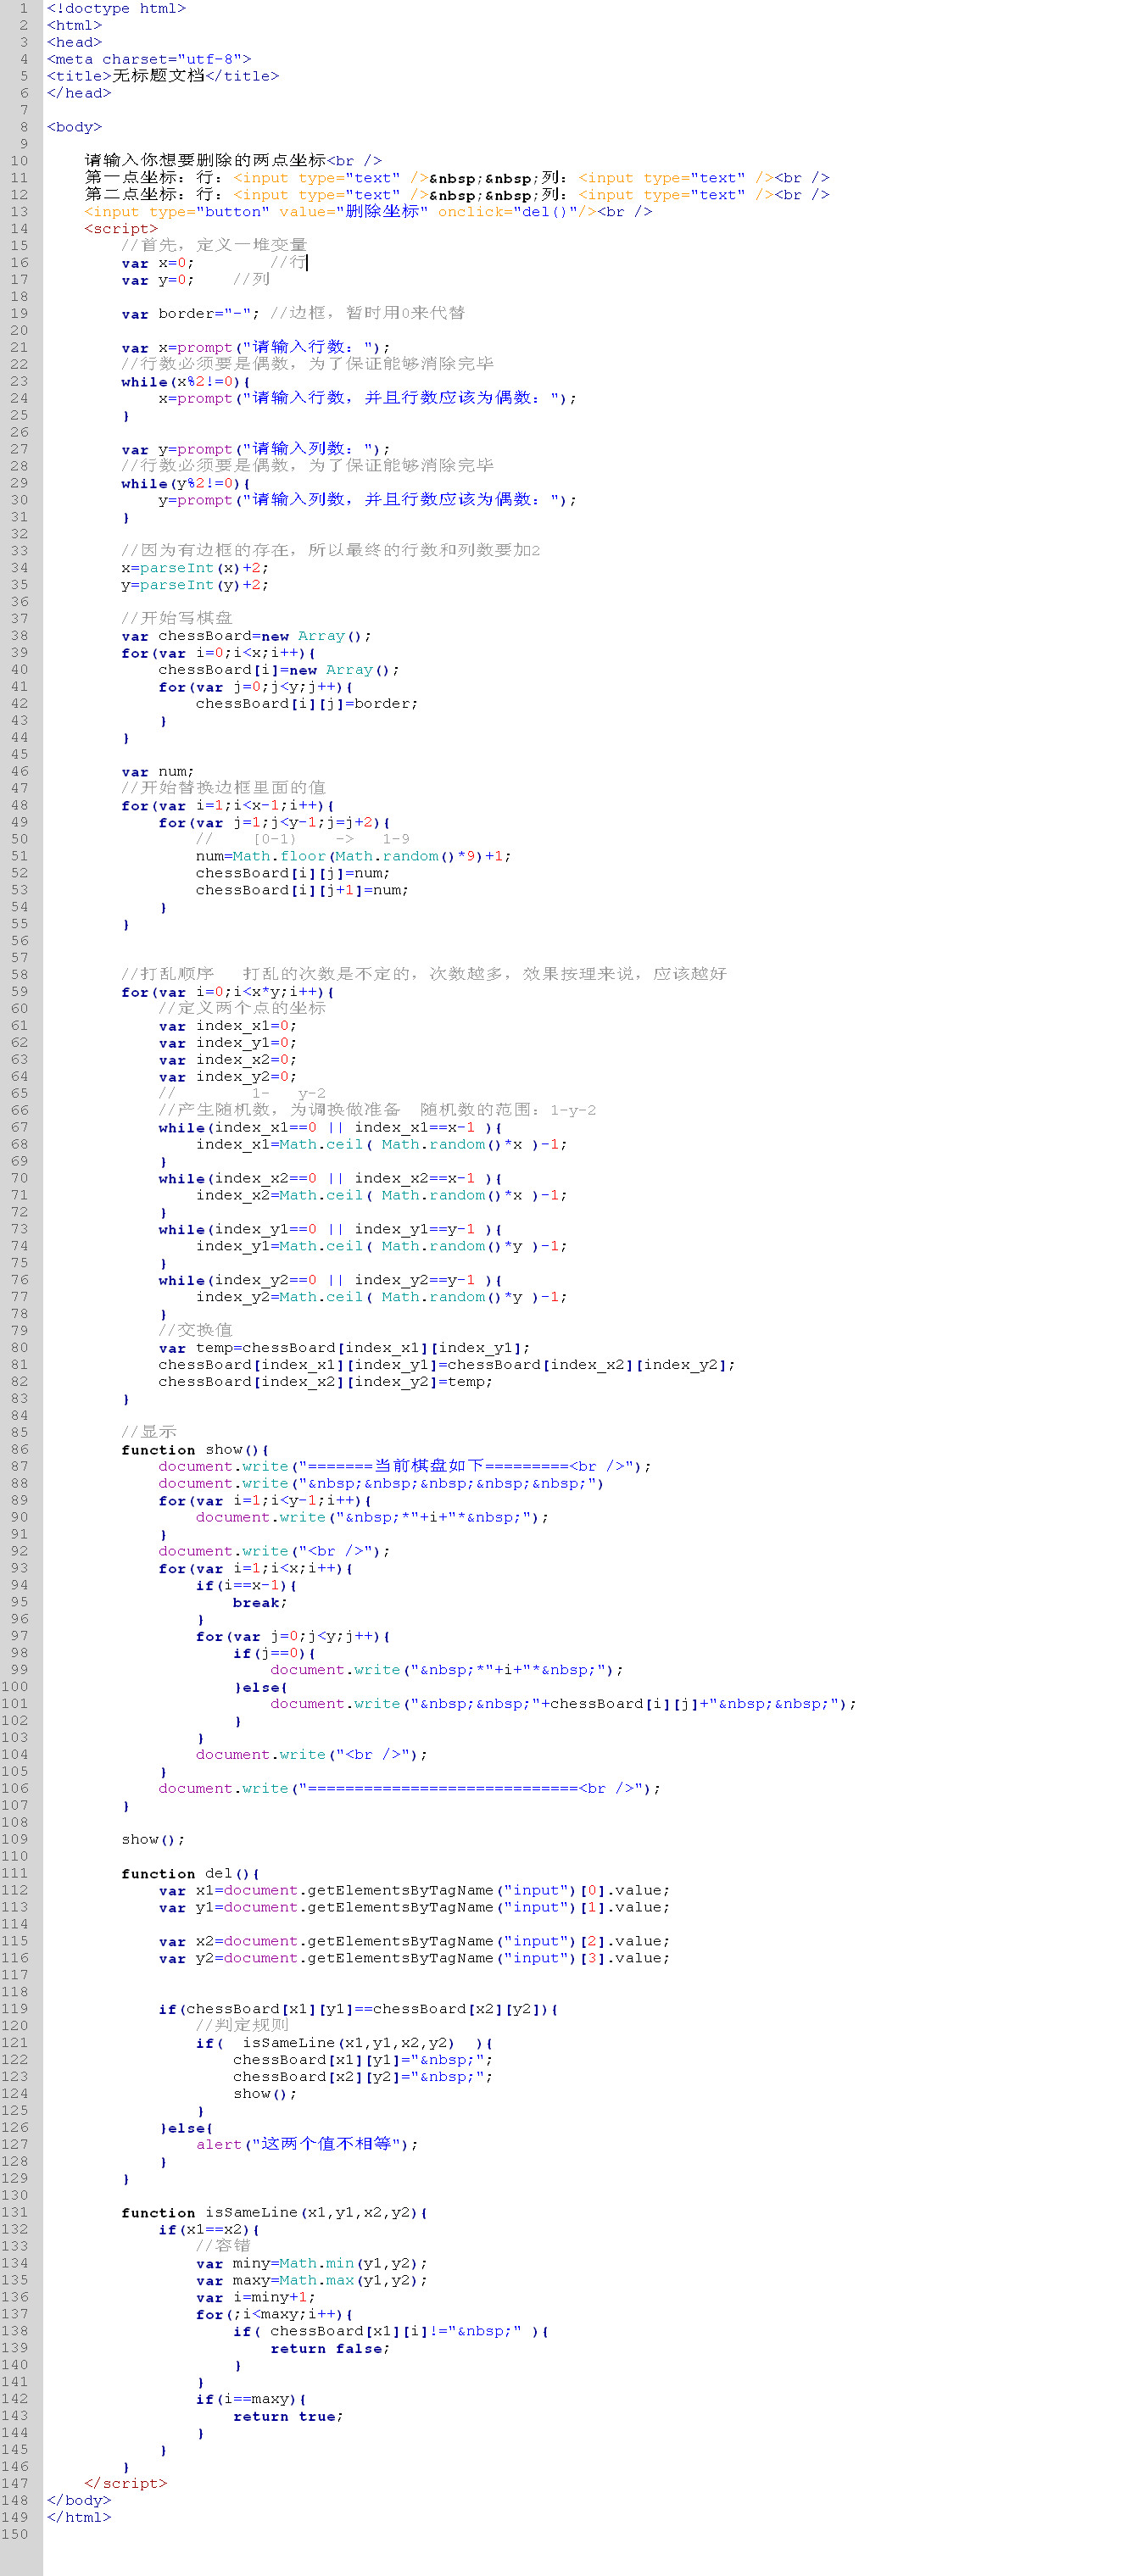 1 <!doctype html>
2 <html>
3 <head>
4 <meta charset="utf-8">
5 <title>无标题文档</title>
6 </head>
7
8 <body>
9
10     请输入你想要删除的两点坐标<br />
11     第一点坐标：行：<input type="text" />&nbsp;&nbsp;列：<input type="text" /><br />
12     第二点坐标：行：<input type="text" />&nbsp;&nbsp;列：<input type="text" /><br />
13     <input type="button" value="删除坐标" onclick="del()"/><br />
14     <script>
15         //首先，定义一堆变量
16         var x=0;        //行
17         var y=0;    //列
18
19         var border="-"; //边框，暂时用0来代替
20
21         var x=prompt("请输入行数：");
22         //行数必须要是偶数，为了保证能够消除完毕
23         while(x%2!=0){
24             x=prompt("请输入行数，并且行数应该为偶数：");
25         }
26
27         var y=prompt("请输入列数：");
28         //行数必须要是偶数，为了保证能够消除完毕
29         while(y%2!=0){
30             y=prompt("请输入列数，并且行数应该为偶数：");
31         }
32
33         //因为有边框的存在，所以最终的行数和列数要加2
34         x=parseInt(x)+2;
35         y=parseInt(y)+2;
36
37         //开始写棋盘
38         var chessBoard=new Array();
39         for(var i=0;i<x;i++){
40             chessBoard[i]=new Array();
41             for(var j=0;j<y;j++){
42                 chessBoard[i][j]=border;
43             }
44         }
45
46         var num;
47         //开始替换边框里面的值
48         for(var i=1;i<x-1;i++){
49             for(var j=1;j<y-1;j=j+2){
50                 //    [0-1)    ->   1-9
51                 num=Math.floor(Math.random()*9)+1;
52                 chessBoard[i][j]=num;
53                 chessBoard[i][j+1]=num;
54             }
55         }
56
57
58         //打乱顺序   打乱的次数是不定的，次数越多，效果按理来说，应该越好
59         for(var i=0;i<x*y;i++){
60             //定义两个点的坐标
61             var index_x1=0;
62             var index_y1=0;
63             var index_x2=0;
64             var index_y2=0;
65             //        1-   y-2
66             //产生随机数，为调换做准备  随机数的范围：1-y-2
67             while(index_x1==0 || index_x1==x-1 ){
68                 index_x1=Math.ceil( Math.random()*x )-1;
69             }
70             while(index_x2==0 || index_x2==x-1 ){
71                 index_x2=Math.ceil( Math.random()*x )-1;
72             }
73             while(index_y1==0 || index_y1==y-1 ){
74                 index_y1=Math.ceil( Math.random()*y )-1;
75             }
76             while(index_y2==0 || index_y2==y-1 ){
77                 index_y2=Math.ceil( Math.random()*y )-1;
78             }
79             //交换值
80             var temp=chessBoard[index_x1][index_y1];
81             chessBoard[index_x1][index_y1]=chessBoard[index_x2][index_y2];
82             chessBoard[index_x2][index_y2]=temp;
83         }
84
85         //显示
86         function show(){
87             document.write("=======当前棋盘如下=========<br />");
88             document.write("&nbsp;&nbsp;&nbsp;&nbsp;&nbsp;")
89             for(var i=1;i<y-1;i++){
90                 document.write("&nbsp;*"+i+"*&nbsp;");
91             }
92             document.write("<br />");
93             for(var i=1;i<x;i++){
94                 if(i==x-1){
95                     break;
96                 }
97                 for(var j=0;j<y;j++){
98                     if(j==0){
99                         document.write("&nbsp;*"+i+"*&nbsp;");
100                     }else{
101                         document.write("&nbsp;&nbsp;"+chessBoard[i][j]+"&nbsp;&nbsp;");
102                     }
103                 }
104                 document.write("<br />");
105             }
106             document.write("=============================<br />");
107         }
108
109         show();
110
111         function del(){
112             var x1=document.getElementsByTagName("input")[0].value;
113             var y1=document.getElementsByTagName("input")[1].value;
114
115             var x2=document.getElementsByTagName("input")[2].value;
116             var y2=document.getElementsByTagName("input")[3].value;
117
118
119             if(chessBoard[x1][y1]==chessBoard[x2][y2]){
120                 //判定规则
121                 if(  isSameLine(x1,y1,x2,y2)  ){
122                     chessBoard[x1][y1]="&nbsp;";
123                     chessBoard[x2][y2]="&nbsp;";
124                     show();
125                 }
126             }else{
127                 alert("这两个值不相等");
128             }
129         }
130
131         function isSameLine(x1,y1,x2,y2){
132             if(x1==x2){
133                 //容错
134                 var miny=Math.min(y1,y2);
135                 var maxy=Math.max(y1,y2);
136                 var i=miny+1;
137                 for(;i<maxy;i++){
138                     if( chessBoard[x1][i]!="&nbsp;" ){
139                         return false;
140                     }
141                 }
142                 if(i==maxy){
143                     return true;
144                 }
145             }
146         }
147     </script>
148 </body>
149 </html>
150